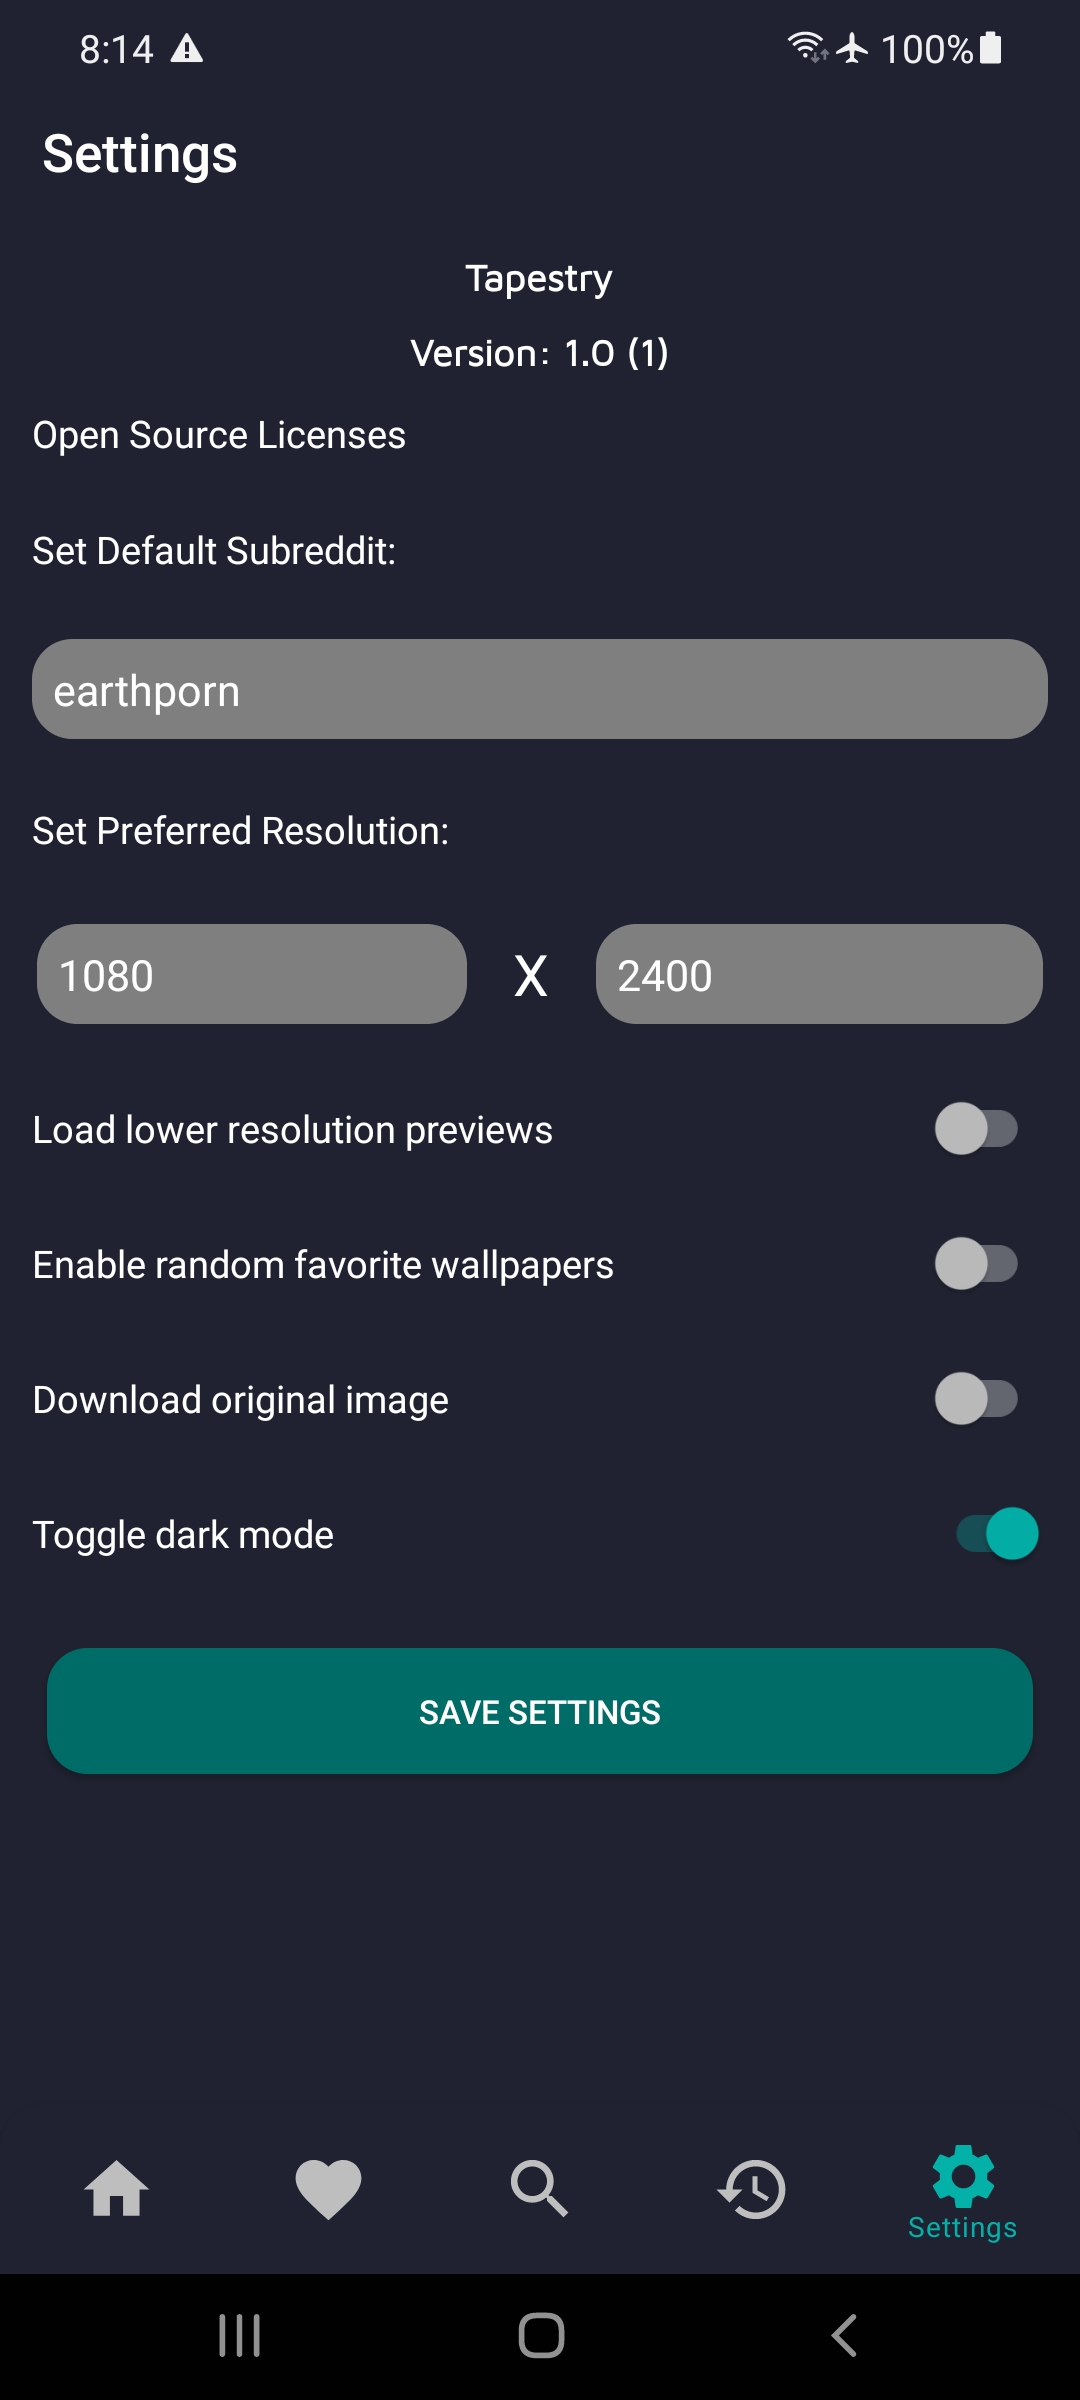 8:14 100%
Settings
Tapestry
Version: 1.0 (1)
Open Source Licenses
Set Default Subreddit:
earthporn
Set Preferred Resolution:
1080 X 2400
Load lower resolution previews
Enable random favorite wallpapers
Download original image
Toggle dark mode
SAVE SETTINGS
Settings